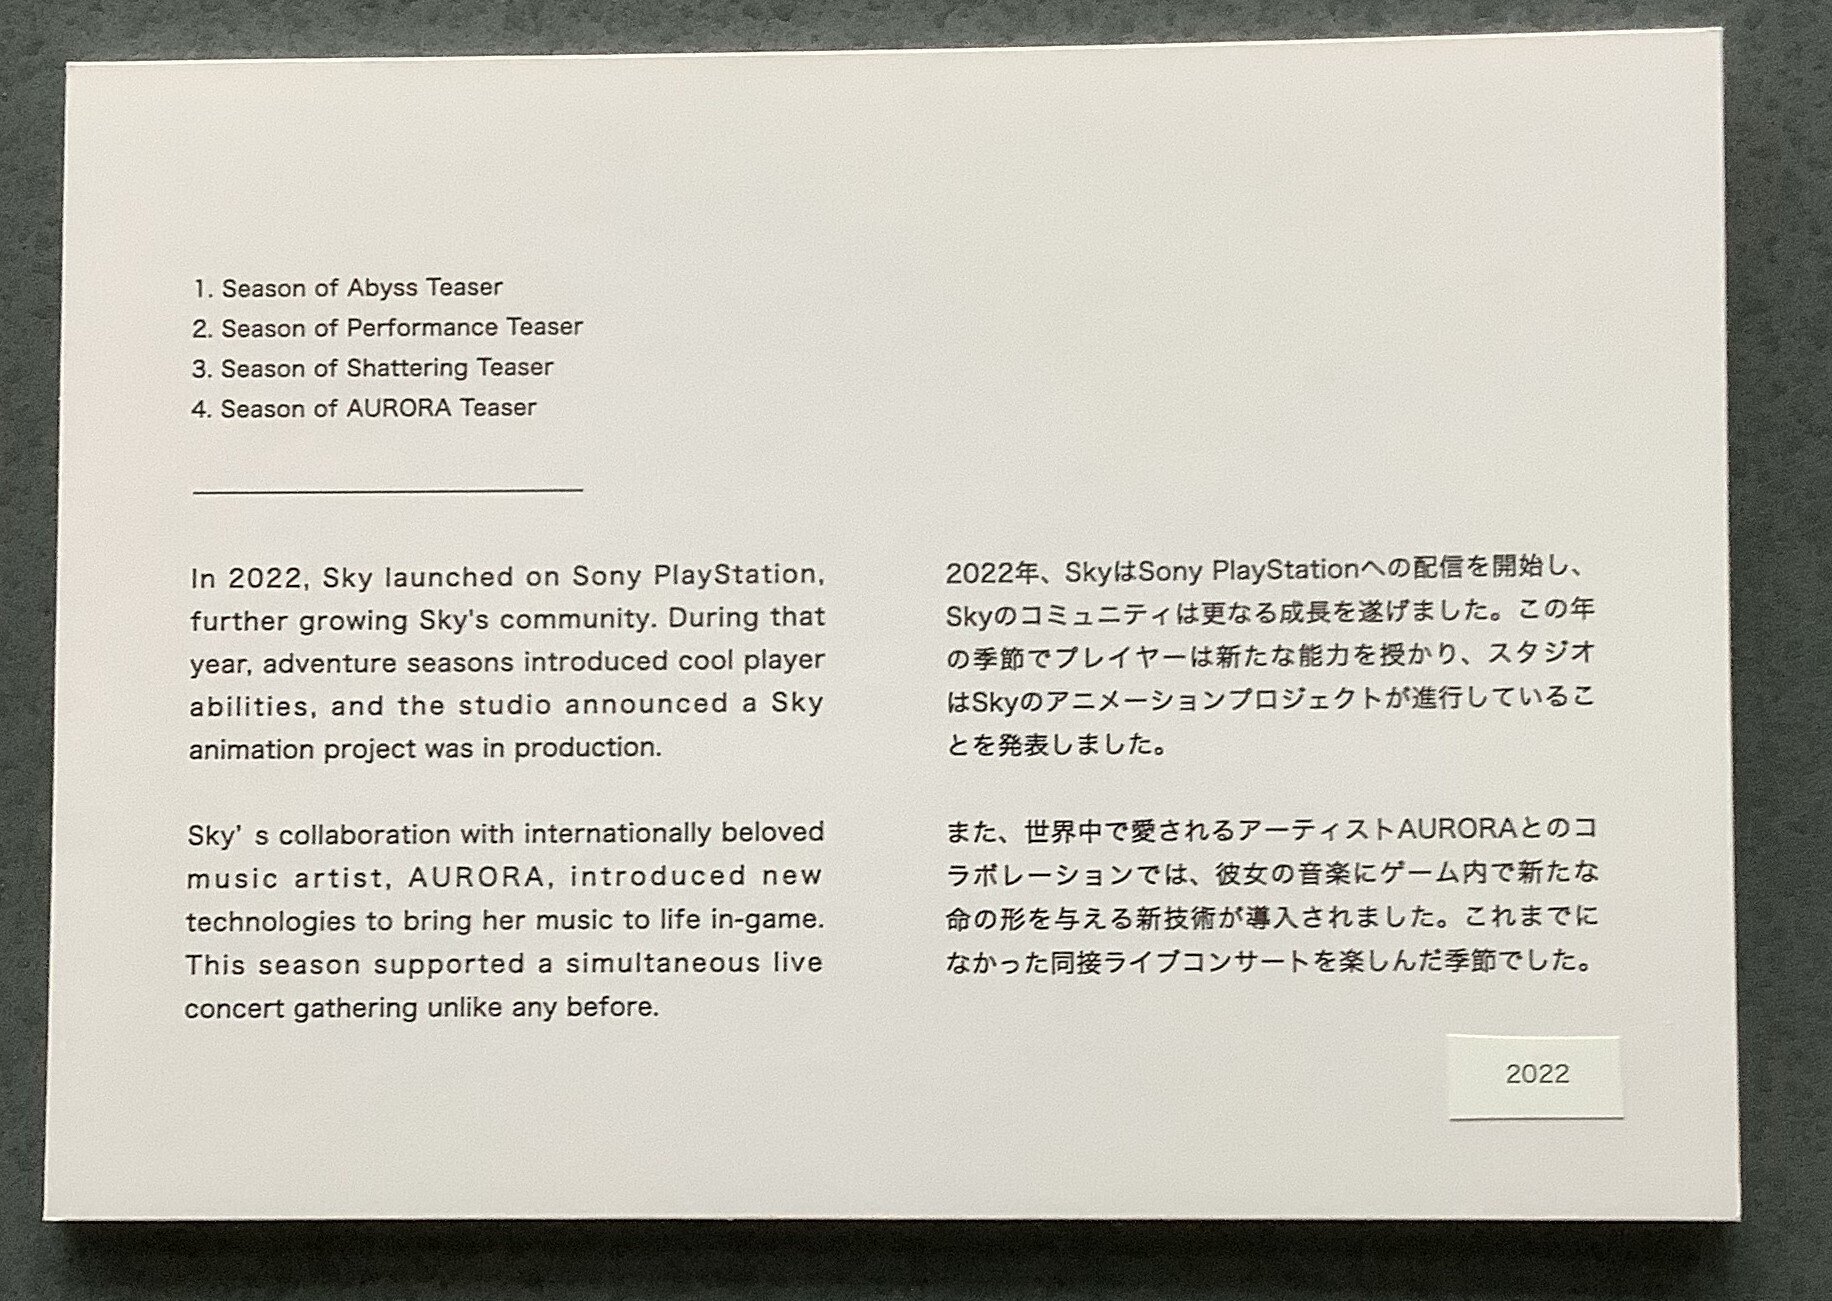 1. Season of Abyss Teaser
2. Season of Performance Teaser
3. Season of Shattering Teaser
4. Season of AURORA Teaser
In 2022, Sky launched on Sony PlayStation,
further growing Sky's community. During that
year, adventure seasons introduced cool player
abilities, and the studio announced a Sky
animation project was in production.
Sky’ s collaboration with internationally beloved
music artist, AURORA, introduced new
technologies to bring her music to life in-game.
This season supported a simultaneous live
concert gathering unlike any before.
2022年、SkyはSony PlayStationへの配信を開始し、
Skyのコミュニティは更なる成長を遂げました。この年
の季節でプレイヤーは新たな能力を授かり、スタジオ
はSkyのアニメーションプロジェクトが進行しているこ
とを発表しました。
また、世界中で愛されるアーティストAURORAとのコ
ラボレーションでは、彼女の音楽にゲーム内で新たな
命の形を与える新技術が導入されました。これまでに
なかった同接ライブコンサートを楽しんだ季節でした。
2022